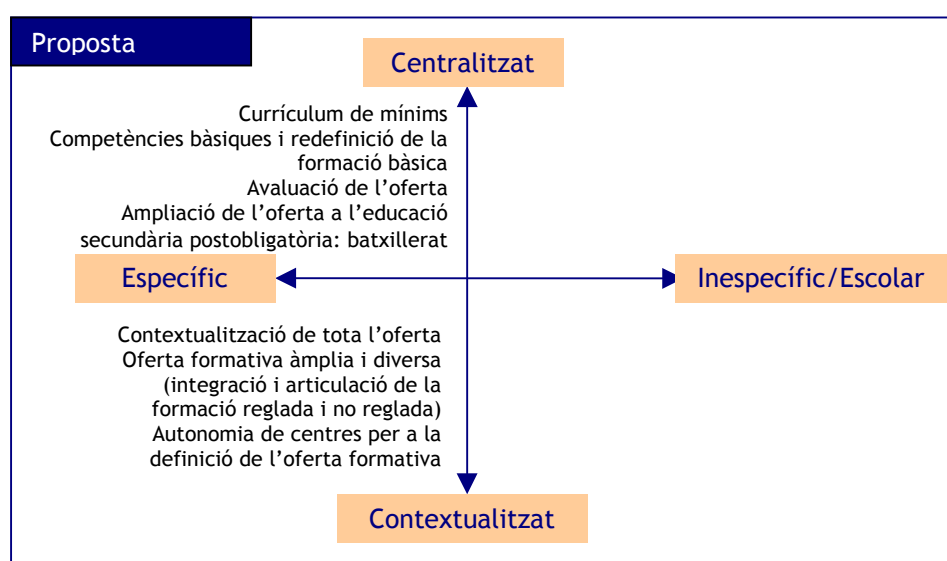 Proposta
Centralitzat
Currículum de mínims
Competències bàsiques i redefinició de la
formació bàsica
Avaluació de l'oferta
Ampliació de l'oferta a l'educació
secundària postobligatòria: batxillerat
Específic
Inespecífic/Escolar
Contextualització de tota l'oferta
Oferta formativa àmplia i diversa
(integració i articulació de la
formació reglada i no reglada)
Autonomia de centres per a la
definició de l'oferta formativa
Contextualitzat